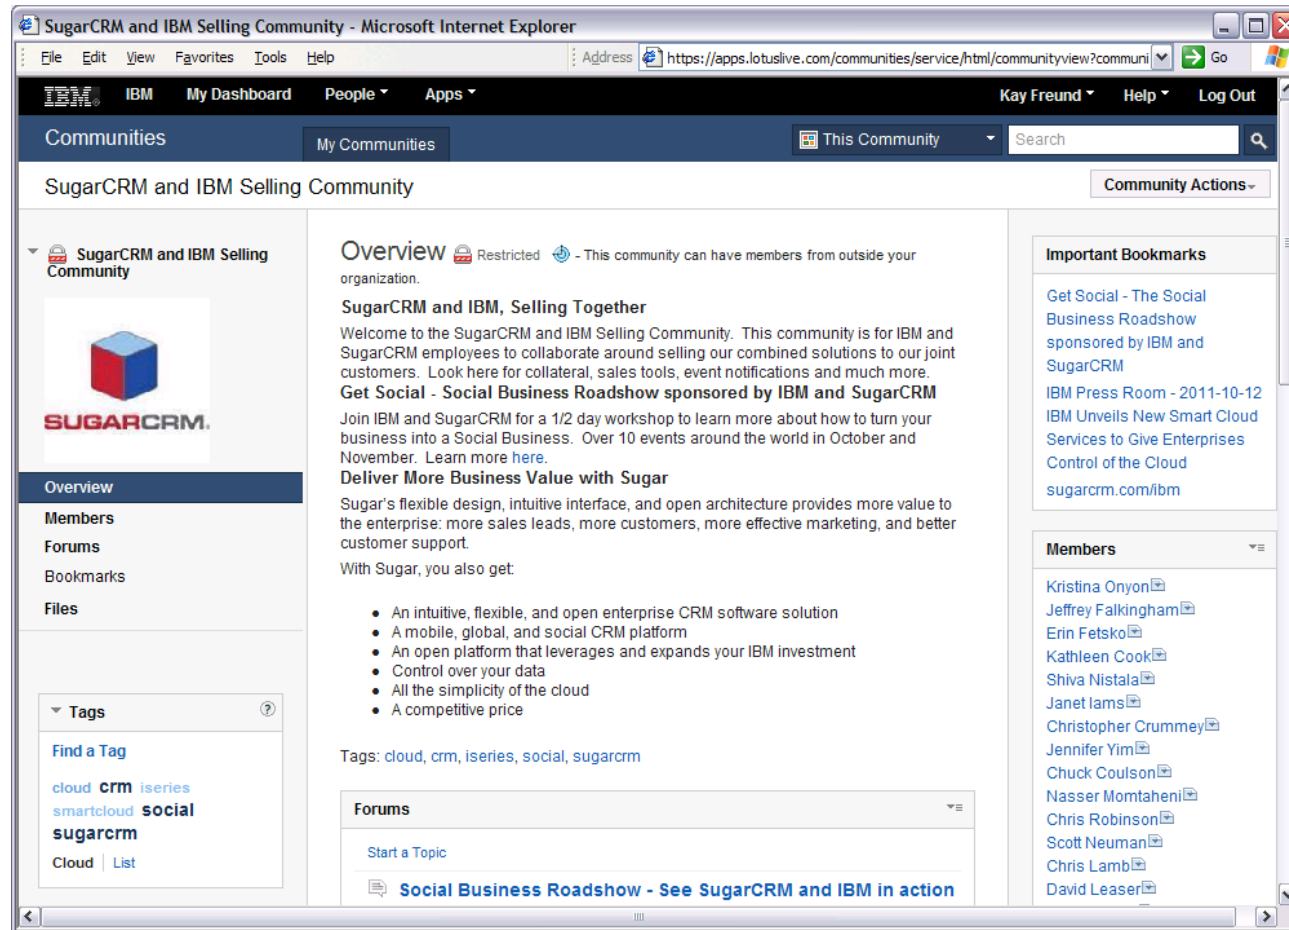 SugarCRM and IBM Selling Community - Microsoft Internet Explorer
File Edit View Favorites Tools Help
Address https://apps.lotuslive.com/communities/service/html/communityview?communi Go
IBM IBM My Dashboard People Apps Kay Freund Help Log Out
Communities My Communities This Community Search
SugarCRM and IBM Selling Community Community Actions
SugarCRM and IBM Selling
Community
SUGARCRM.
Overview
Members
Forums
Bookmarks
Files
Tags
Find a Tag
cloud crm iseries
smartcloud social
sugarcrm
Cloud List
Overview Restricted - This community can have members from outside your
organization.
SugarCRM and IBM, Selling Together
Welcome to the SugarCRM and IBM Selling Community. This community is for IBM and
SugarCRM employees to collaborate around selling our combined solutions to our joint
customers. Look here for collateral, sales tools, event notifications and much more.
Get Social - Social Business Roadshow sponsored by IBM and SugarCRM
Join IBM and SugarCRM for a 1/2 day workshop to learn more about how to turn your
business into a Social Business. Over 10 events around the world in October and
November. Learn more here.
Deliver More Business Value with Sugar
Sugar's flexible design, intuitive interface, and open architecture provides more value to
the enterprise: more sales leads, more customers, more effective marketing, and better
customer support.
With Sugar, you also get:
• An intuitive, flexible, and open enterprise CRM software solution
• A mobile, global, and social CRM platform
• An open platform that leverages and expands your IBM investment
• Control over your data
• All the simplicity of the cloud
• A competitive price
Tags: cloud, crm, iseries, social, sugarcrm
Forums
Start a Topic
Social Business Roadshow - See SugarCRM and IBM in action
Important Bookmarks
Get Social - The Social
Business Roadshow
sponsored by IBM and
SugarCRM
IBM Press Room - 2011-10-12
IBM Unveils New Smart Cloud
Services to Give Enterprises
Control of the Cloud
sugarcrm.com/ibm
Members
Kristina Onyon
Jeffrey Falkingham
Erin Fetsko
Kathleen Cook
Shiva Nistala
Janet Iams
Christopher Crummey
Jennifer Yim
Chuck Coulson
Nasser Momtaheni
Chris Robinson
Scott Neuman
Chris Lamb
David Leaser